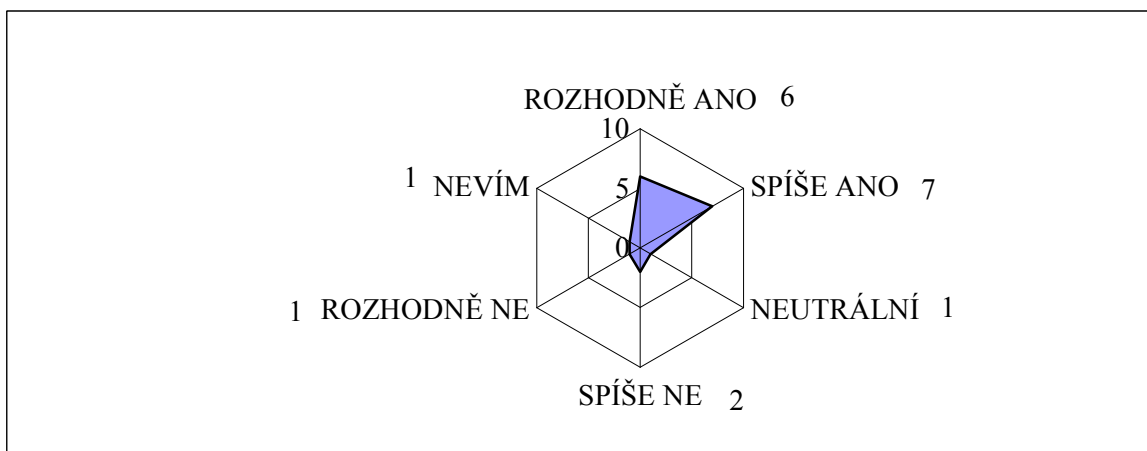 ROZHODNĚ ANO 6
10
1 NEVÍM
5
SPÍŠE ANO 7
0
1 ROZHODNĚ NE
NEUTRÁLNÍ 1
SPÍŠE NE 2